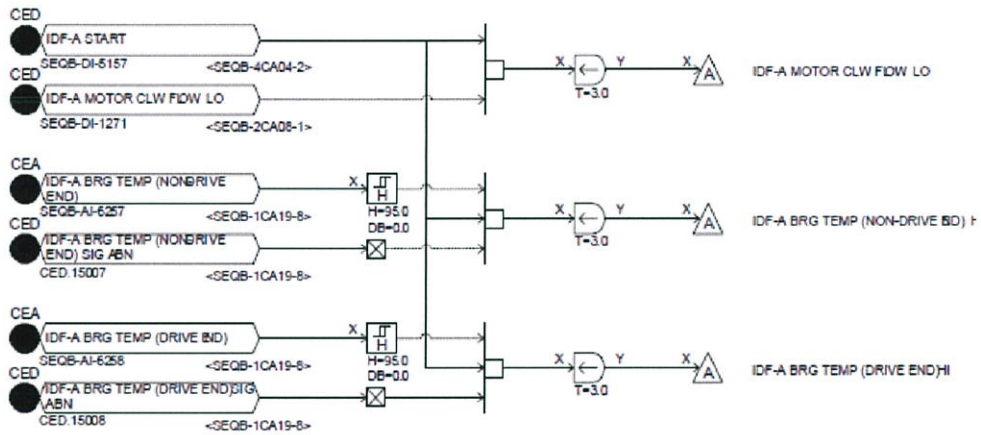 CED
IDF-A START
SEQB-DI-5157 <SEQB-4CA04-2>
CED
IDF-A MOTOR CLW FLOW LO
SEQB-DI-1271 <SEQB-2CA08-1>
X Y X A IDF-A MOTOR CLW FLOW LO
T=3.0
CEA
IDF-A BRG TEMP (NON-DRIVE
END)
SEQB-AI-6257 <SEQB-1CA19-8>
X H
H=95.0
DB=0.0
CED
IDF-A BRG TEMP (NON-DRIVE
END) SIG ABN
CED.15007 <SEQB-1CA19-8>
X Y X A IDF-A BRG TEMP (NON-DRIVE END) H
T=3.0
CEA
IDF-A BRG TEMP (DRIVE END)
SEQB-AI-6258 <SEQB-1CA19-8>
X H
H=95.0
DB=0.0
CED
IDF-A BRG TEMP (DRIVE END)SIG
ABN
CED.15008 <SEQB-1CA19-8>
X Y X A IDF-A BRG TEMP (DRIVE END)HI
T=3.0